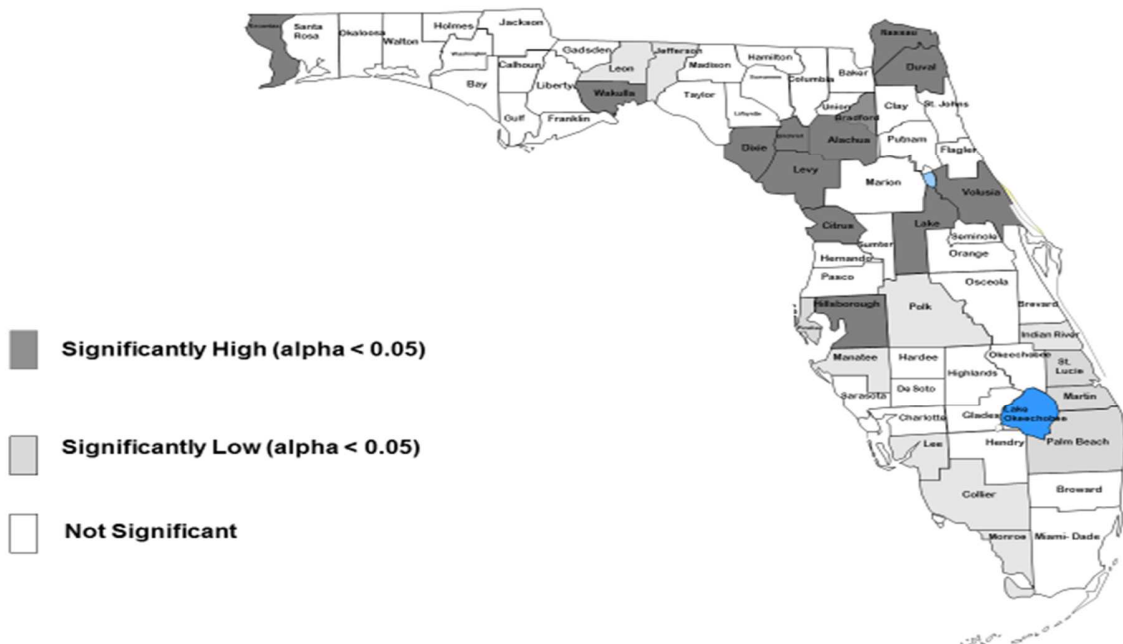 Jackson
Holmes
Santa
Rosa
Okaloosa
Walton
Washington
Calhoun
Bay
Gulf
Liberty
Franklin
Gadsden
Leon
Wakulla
Jefferson
Madison
Taylor
Hamilton
Lafayette
Columbia
Baker
Nassau
Duval
Union
Bradford
Clay
St. Johns
Alachua
Putnam
Dixie
Levy
Flagler
Marion
Volusia
Citrus
Lake
Sumter
Seminole
Hernando
Orange
Pasco
Osceola
Hillsborough
Polk
Brevard
Indian River
Manatee
Hardee
Okeechobee
St.
Lucie
Highlands
Sarasota
De Soto
Martin
Charlotte
Glades
Lake
Okeechobee
Lee
Hendry
Palm Beach
Collier
Broward
Monroe
Miami- Dade
Significantly High (alpha < 0.05)
Significantly Low (alpha < 0.05)
Not Significant